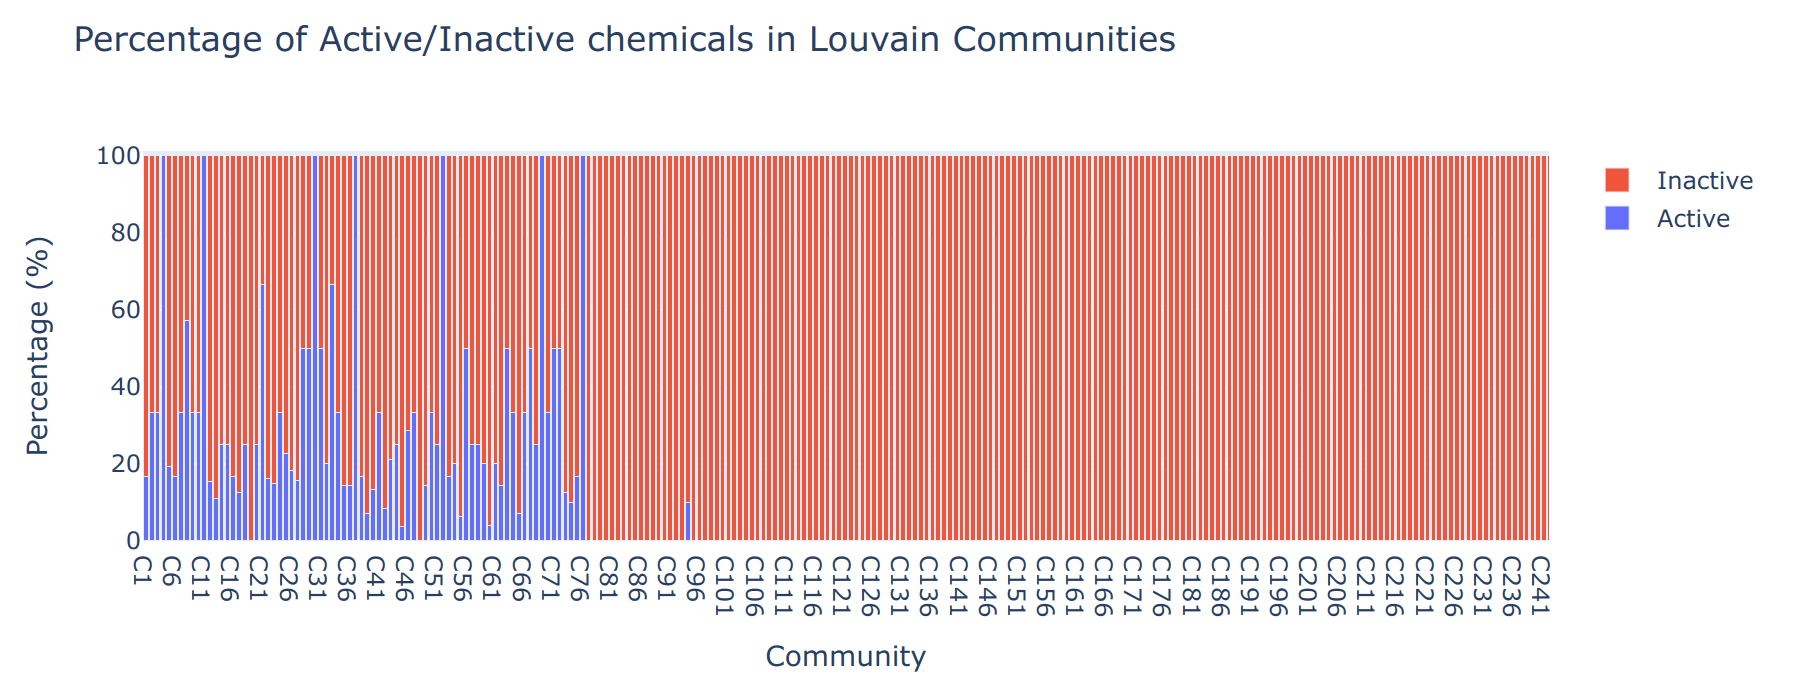 Percentage of Active/Inactive chemicals in Louvain Communities
Percentage (%)
100
80
60
40
20
0
C1
C6
C11
C16
C21
C26
C31
C36
C41
C46
C51
C56
C61
C66
C71
C76
C81
C86
C91
C96
C101
C106
C111
C116
C121
C126
C131
C136
C141
C146
C151
C156
C161
C166
C171
C176
C181
C186
C191
C196
C201
C206
C211
C216
C221
C226
C231
C236
C241
Community
Inactive
Active